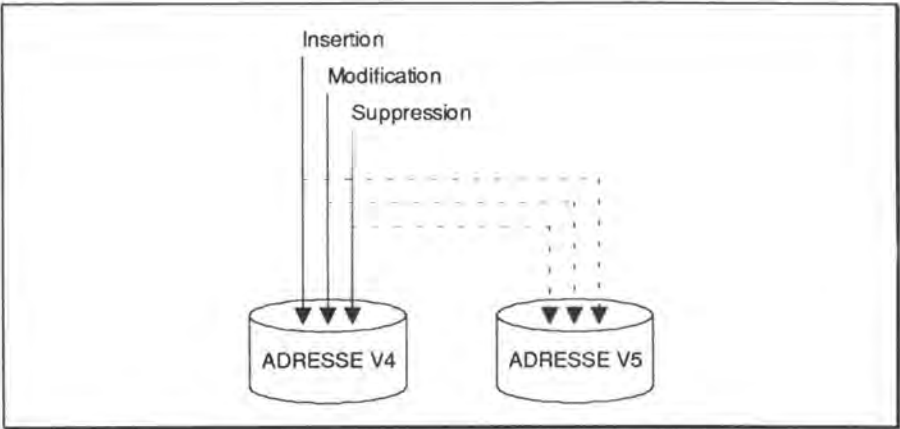 Insertion
Modification
Suppression
ADRESSE V4
ADRESSE V5